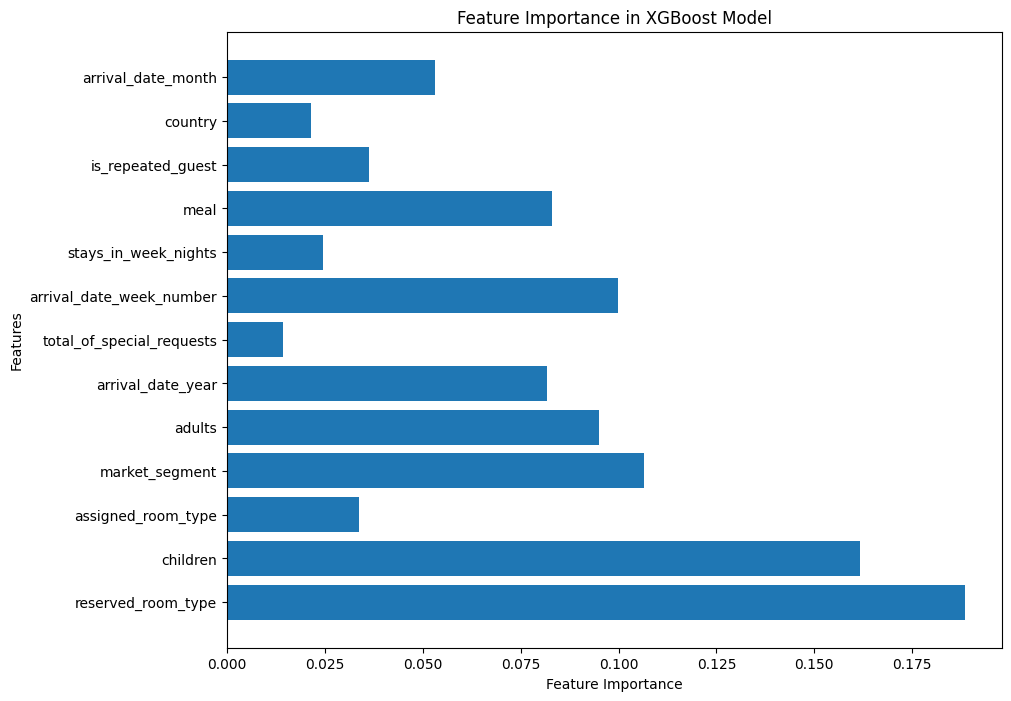 Feature Importance in XGBoost Model
arrival_date_month
country
is_repeated_guest
meal
stays_in_week_nights
arrival_date_week_number
total_of_special_requests
arrival_date_year
adults
market_segment
assigned_room_type
children
reserved_room_type
Features
0.000 0.025 0.050 0.075 0.100 0.125 0.150 0.175
Feature Importance